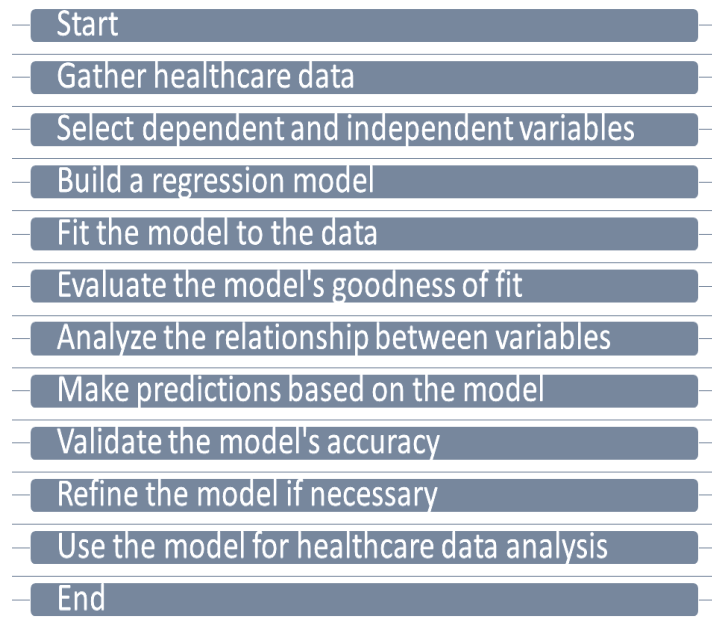 Start
Gather healthcare data
Select dependent and independent variables
Build a regression model
Fit the model to the data
Evaluate the model's goodness of fit
Analyze the relationship between variables
Make predictions based on the model
Validate the model's accuracy
Refine the model if necessary
Use the model for healthcare data analysis
End